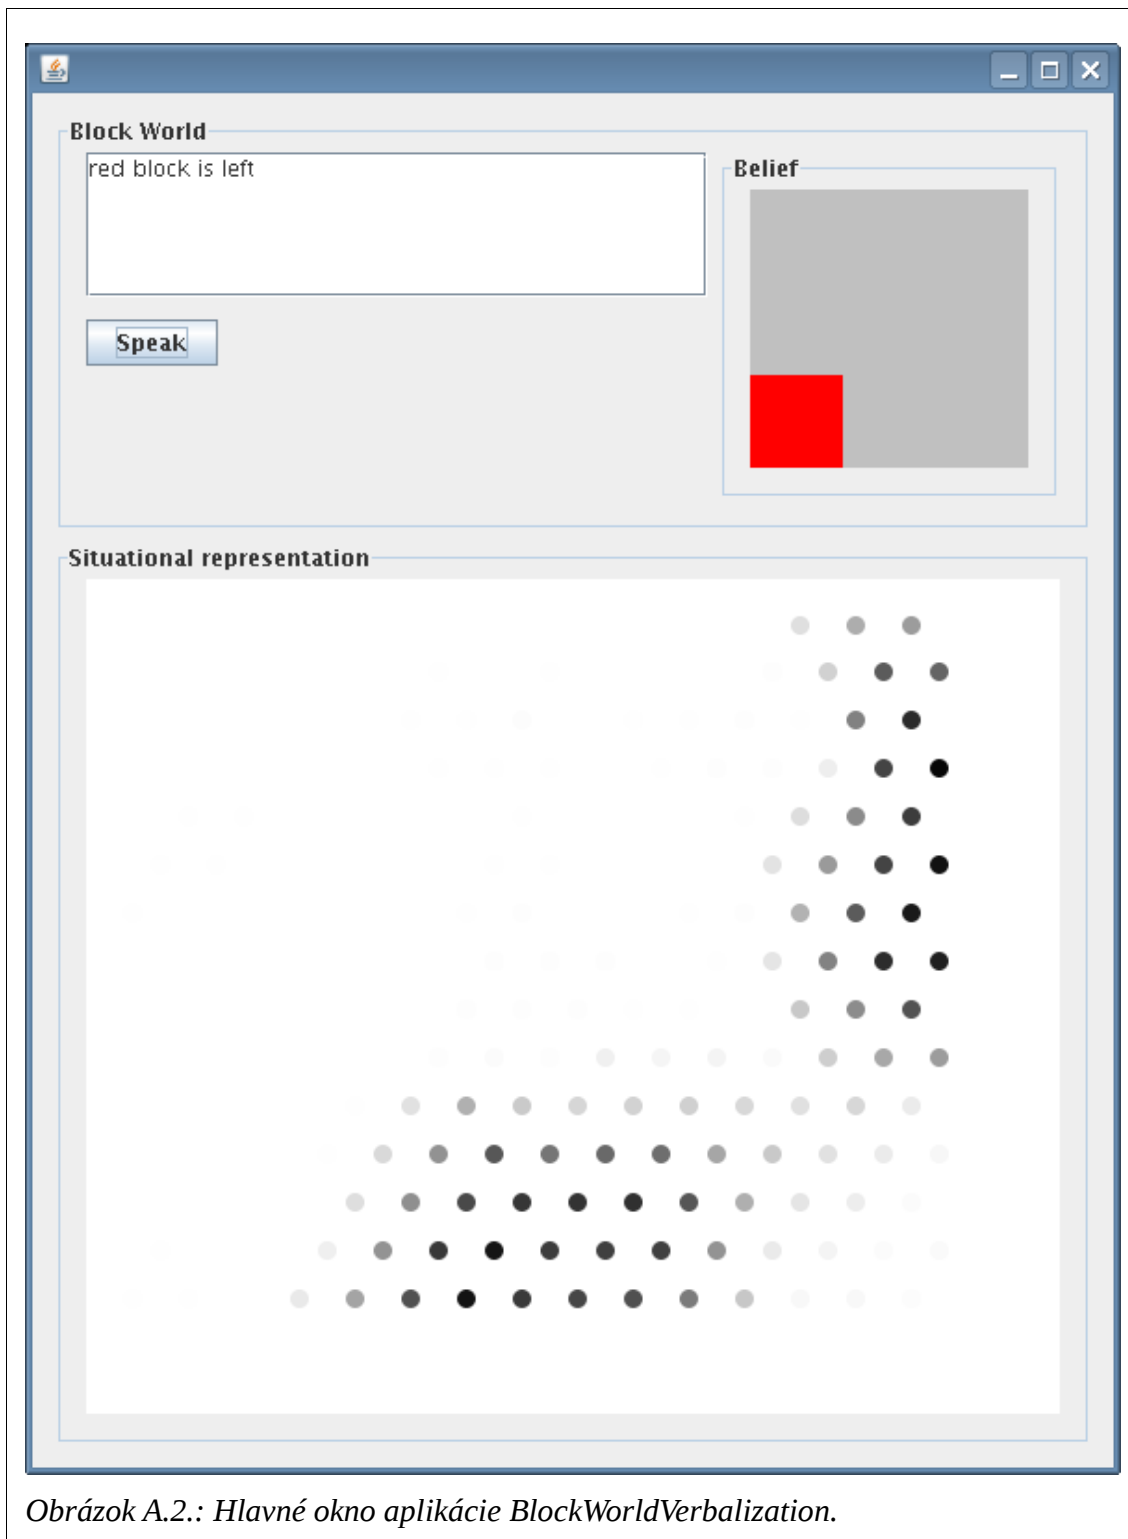 Block World
red block is left
Belief
Speak
Situational representation
Obrázok A.2.: Hlavné okno aplikácie BlockWorldVerbalization.